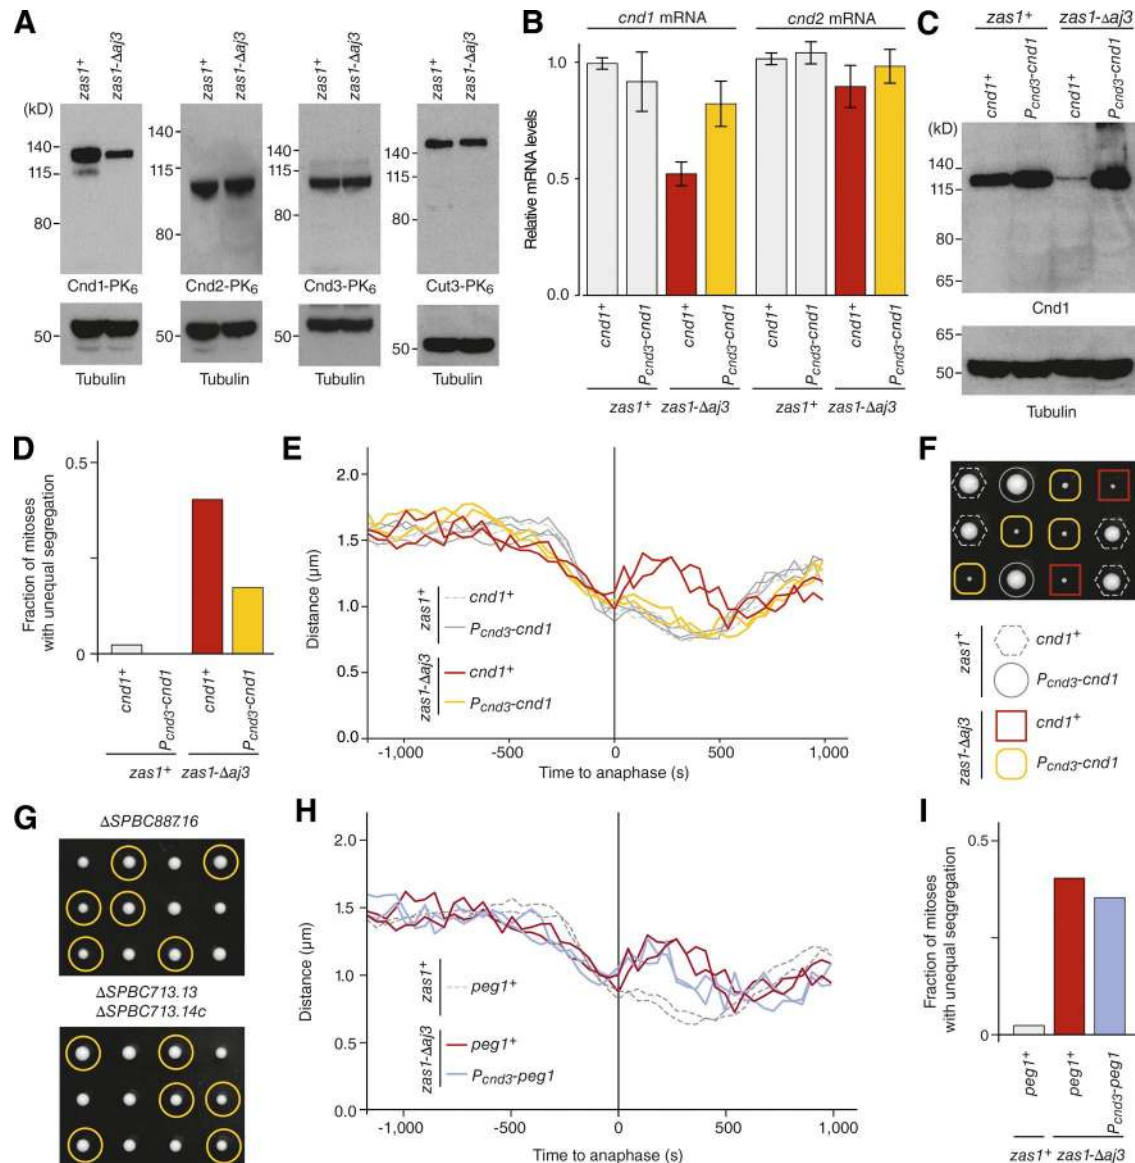 A
zas1+
zas1-Δaj3
zas1+
zas1-Δaj3
zas1+
zas1-Δaj3
zas1+
zas1-Δaj3
(kD)
140
115
80
140
115
80
140
115
80
140
115
80
Cnd1-PK6
Cnd2-PK6
Cnd3-PK6
Cut3-PK6
50
50
50
50
Tubulin
Tubulin
Tubulin
Tubulin
B
cnd1 mRNA
cnd2 mRNA
Relative mRNA levels
1.0
0.5
0.0
cnd1+
Pcnd3-cnd1
cnd1+
Pcnd3-cnd1
cnd1+
Pcnd3-cnd1
cnd1+
Pcnd3-cnd1
zas1+
zas1-Δaj3
zas1+
zas1-Δaj3
C
zas1+
zas1-Δaj3
cnd1+
Pcnd3-cnd1
cnd1+
Pcnd3-cnd1
(kD)
140
115
80
65
Cnd1
65
50
Tubulin
D
Fraction of mitoses
with unequal segregation
0.5
0
cnd1+
Pcnd3-cnd1
cnd1+
Pcnd3-cnd1
zas1+
zas1-Δaj3
E
Distance (µm)
2.0
1.5
1.0
0.5
0.0
zas1+
cnd1+
Pcnd3-cnd1
zas1-Δaj3
cnd1+
Pcnd3-cnd1
-1,000
-500
0
500
1,000
Time to anaphase (s)
F
zas1+
cnd1+
Pcnd3-cnd1
zas1-Δaj3
cnd1+
Pcnd3-cnd1
G
ΔSPBC887.16
ΔSPBC713.13
ΔSPBC713.14c
H
Distance (µm)
2.0
1.5
1.0
0.5
0.0
zas1+
peg1+
zas1-Δaj3
peg1+
Pcnd3-peg1
-1,000
-500
0
500
1,000
Time to anaphase (s)
I
Fraction of mitoses
with unequal seqgregation
0.5
0
peg1+
peg1+
Pcnd3-peg1
zas1+
zas1-Δaj3